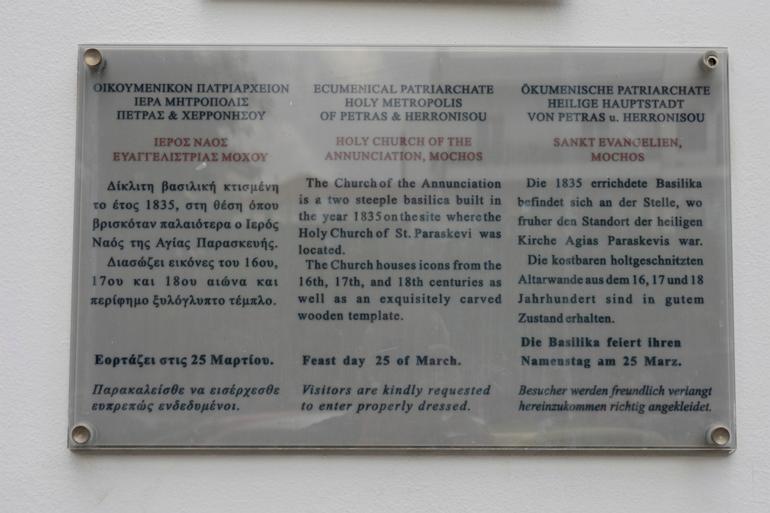 ΟΙΚΟΥΜΕΝΙΚΟΝ ΠΑΤΡΙΑΡΧΕΙΟΝ
ΙΕΡΑ ΜΗΤΡΟΠΟΛΙΣ
ΠΕΤΡΑΣ & ΧΕΡΡΟΝΗΣΟΥ
ΙΕΡΟΣ ΝΑΟΣ
ΕΥΑΓΓΕΛΙΣΤΡΙΑΣ ΜΟΧΟΥ
Δίκλιτη βασιλική κτισμένη
το έτος 1835, στη θέση όπου
βρισκόταν παλαιότερα ο Ιερός
Ναός της Αγίας Παρασκευής.
Διασώζει εικόνες του 16ου,
17ου και 18ου αιώνα και
περίφημο ξυλόγλυπτο τέμπλο.
Εορτάζει στις 25 Μαρτίου.
Παρακαλείσθε να εισέρχεσθε
ευπρεπώς ενδεδυμένοι.
ECUMENICAL PATRIARCHATE
HOLY METROPOLIS
OF PETRAS & HERRONISOU
HOLY CHURCH OF THE
ANNUNCIATION, MOCHOS
The Church of the Annunciation
is a two steeple basilica built in
the year 1835 on the site where the
Holy Church of St. Paraskevi was
located.
The Church houses icons from the
16th, 17th, and 18th centuries as
well as an exquisitely carved
wooden template.
Feast day 25 of March.
Visitors are kindly requested
to enter properly dressed.
ÖKUMENISCHE PATRIARCHATE
HEILIGE HAUPTSTADT
VON PETRAS u. HERRONISOU
SANKT EVANGELIEN,
MOCHOS
Die 1835 errichdete Basilika
befindet sich an der Stelle, wo
fruher den Standort der heiligen
Kirche Agias Paraskevis war.
Die kostbaren holtgeschnitzten
Altarwande aus dem 16, 17 und 18
Jahrhundert sind in gutem
Zustand erhalten.
Die Basilika feiert ihren
Namenstag am 25 Marz.
Besucher werden freundlich verlangt
hereinzukommen richtig angekleidet.